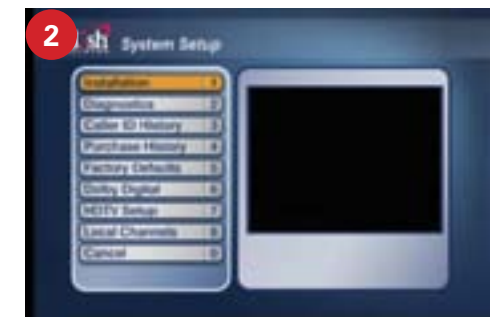 2
sh System Setup
Installation 1
Diagnostics 2
Caller ID History 3
Purchase History 4
Factory Defaults 5
Dolby Digital 6
HDTV Setup 7
Local Channels 8
Cancel 0